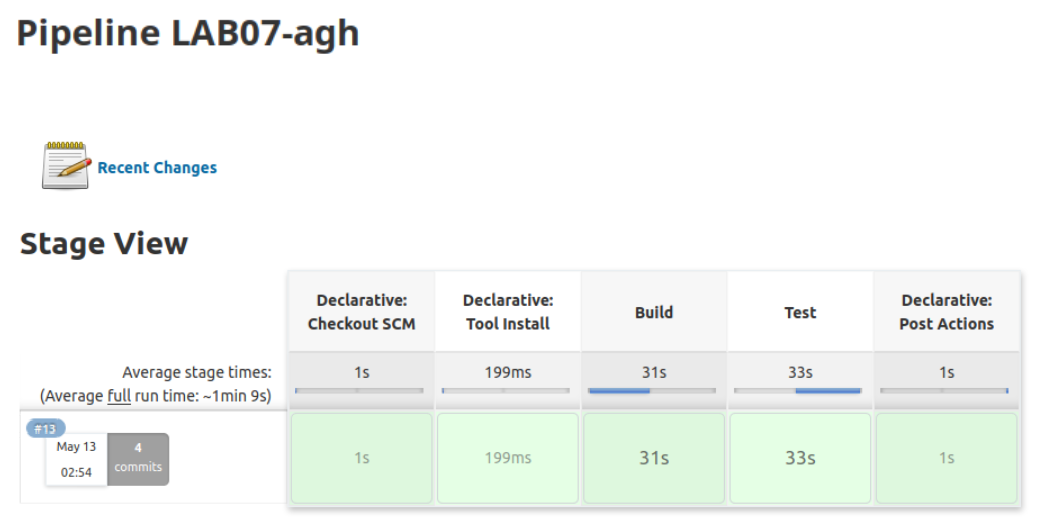 Pipeline LAB07-agh
Recent Changes
Stage View
Declarative: Checkout SCM
Declarative: Tool Install
Build
Test
Declarative: Post Actions
Average stage times:
(Average full run time: ~1min 9s)
1s
199ms
31s
33s
1s
#13
May 13
02:54
4
commits
1s
199ms
31s
33s
1s